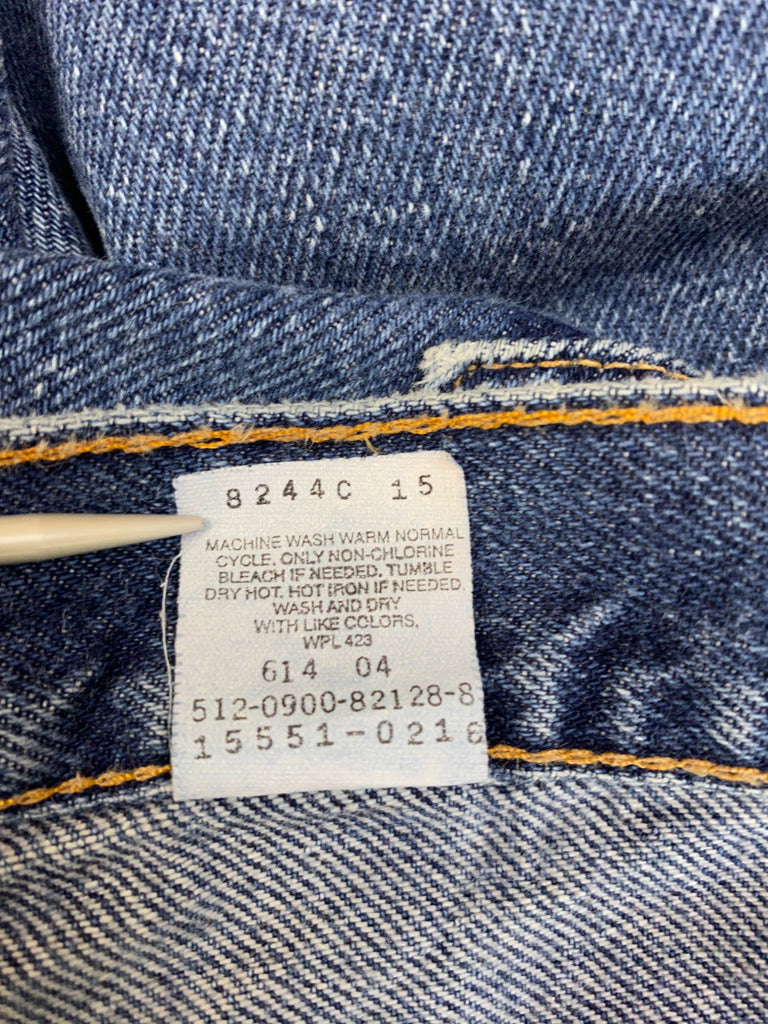 8244C 15
MACHINE WASH WARM NORMAL
CYCLE. ONLY NON-CHLORINE
BLEACH IF NEEDED. TUMBLE
DRY HOT. HOT IRON IF NEEDED.
WASH AND DRY
WITH LIKE COLORS.
WPL 423
614 04
512-0900-82128-8
15551-0216